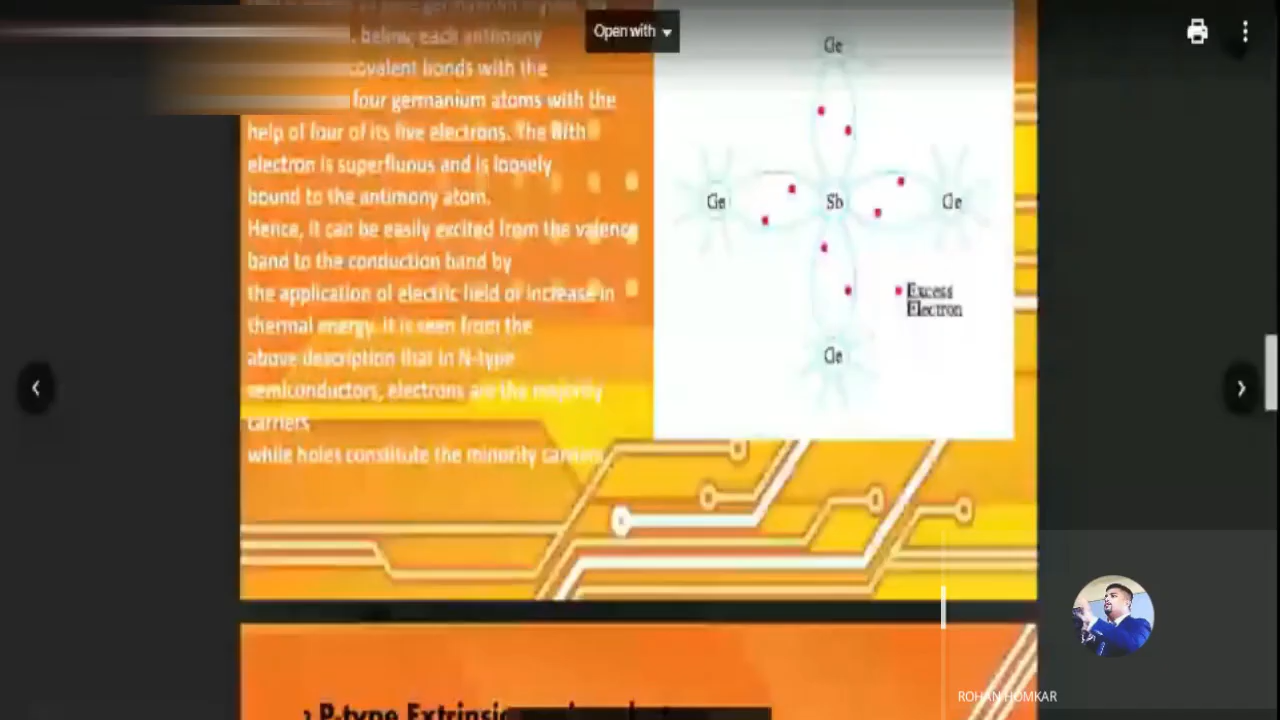 Open with
below, each antimony
covalent bonds with the
four germanium atoms with the
help of four of its five electrons. The fifth
electron is superfluous and is loosely
bound to the antimony atom.
Hence, it can be easily excited from the valence
band to the conduction band by
the application of electric field or increase in
thermal energy. It is seen from the
above description that in N-type
semiconductors, electrons are the majority
carriers
while holes constitute the minority carriers
Ge
Ge Sb Ge
Excess
Electron
Ge
P-type Extrinsic
ROHAN HOMKAR